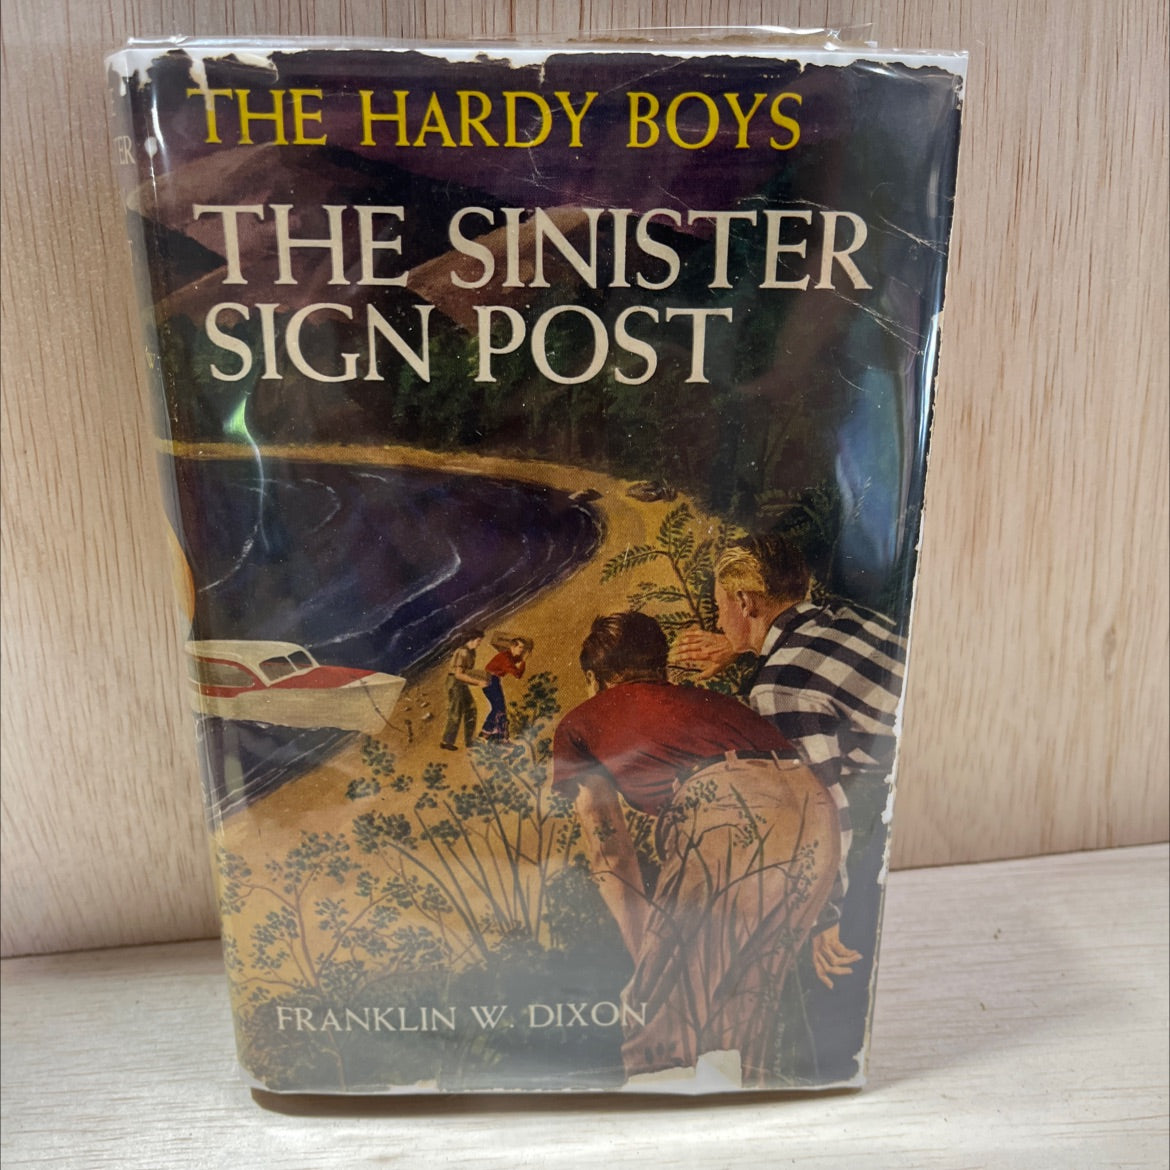 THE HARDY BOYS
THE SINISTER
SIGN POST
FRANKLIN W. DIXON